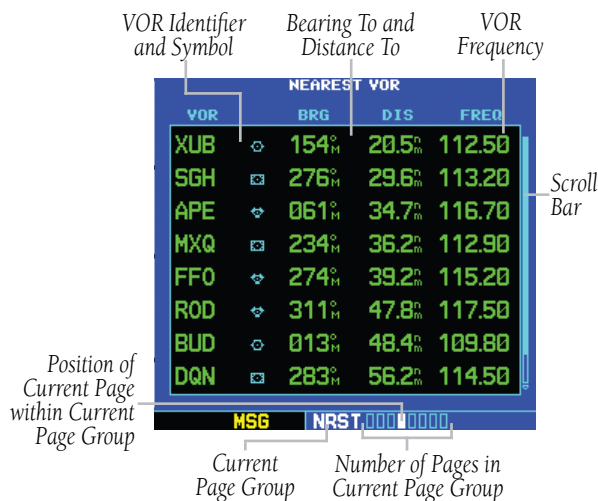 VOR Identifier and Symbol
Bearing To and Distance To
VOR Frequency
NEAREST VOR
VOR BRG DIS FREQ
XUB 154°M 20.5nm 112.50
SGH 276°M 29.6nm 113.20
APE 061°M 34.7nm 116.70
MXQ 234°M 36.2nm 112.90
FFO 274°M 39.2nm 115.20
ROD 311°M 47.8nm 117.50
BUD 013°M 48.4nm 109.80
DQN 283°M 56.2nm 114.50
Scroll Bar
Position of Current Page within Current Page Group
MSG NRST
Current Page Group
Number of Pages in Current Page Group